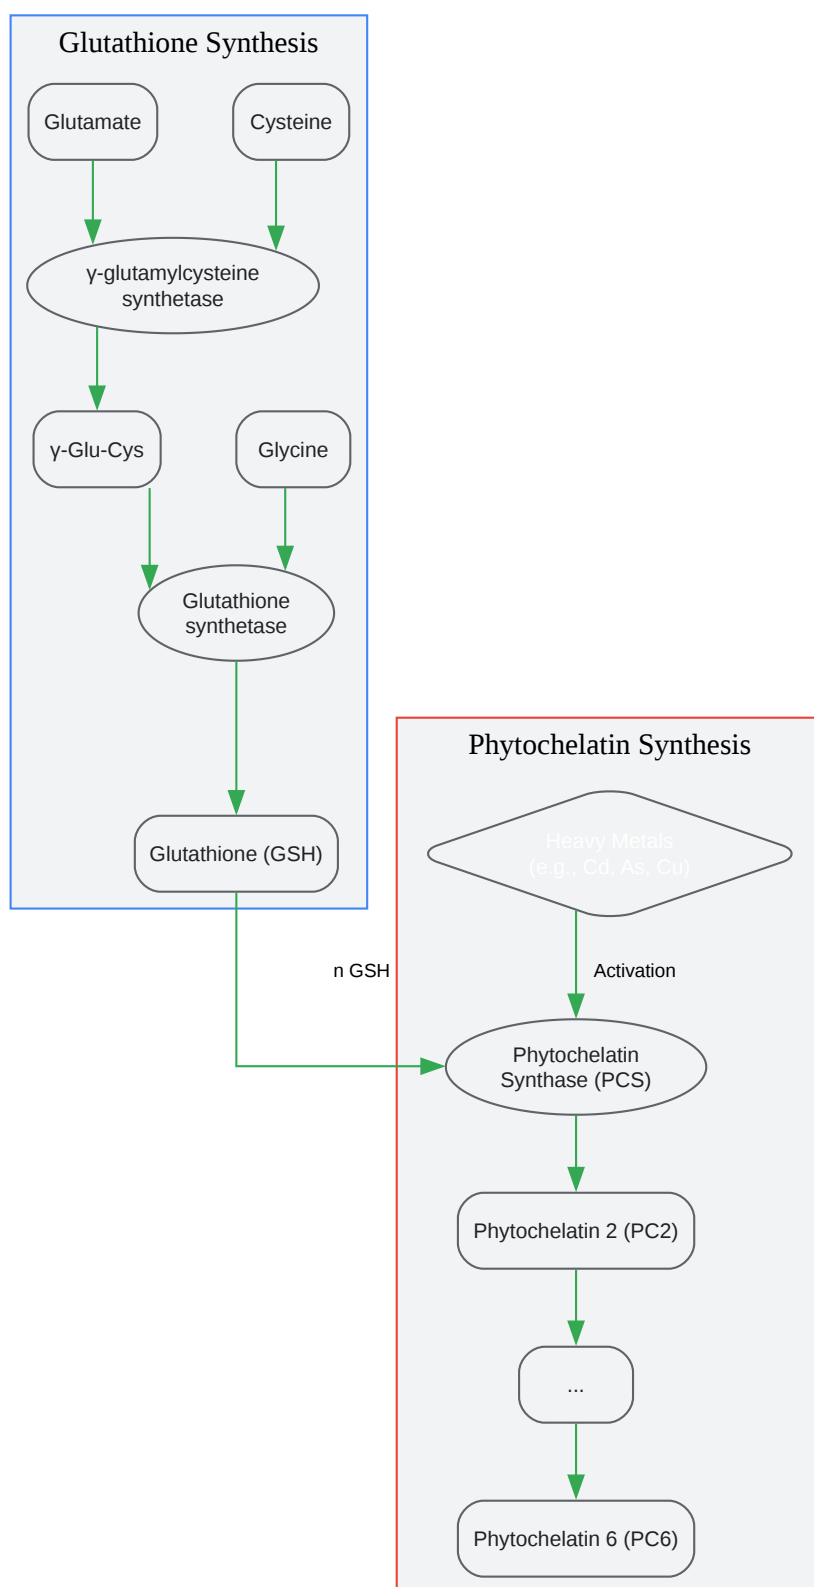 Glutathione Synthesis
Glutamate
Cysteine
γ-glutamylcysteine
synthetase
γ-Glu-Cys
Glycine
Glutathione
synthetase
Glutathione (GSH)
Phytochelatin Synthesis
Heavy Metals
(e.g., Cd, As, Cu)
n GSH
Activation
Phytochelatin
Synthase (PCS)
Phytochelatin 2 (PC2)
...
Phytochelatin 6 (PC6)